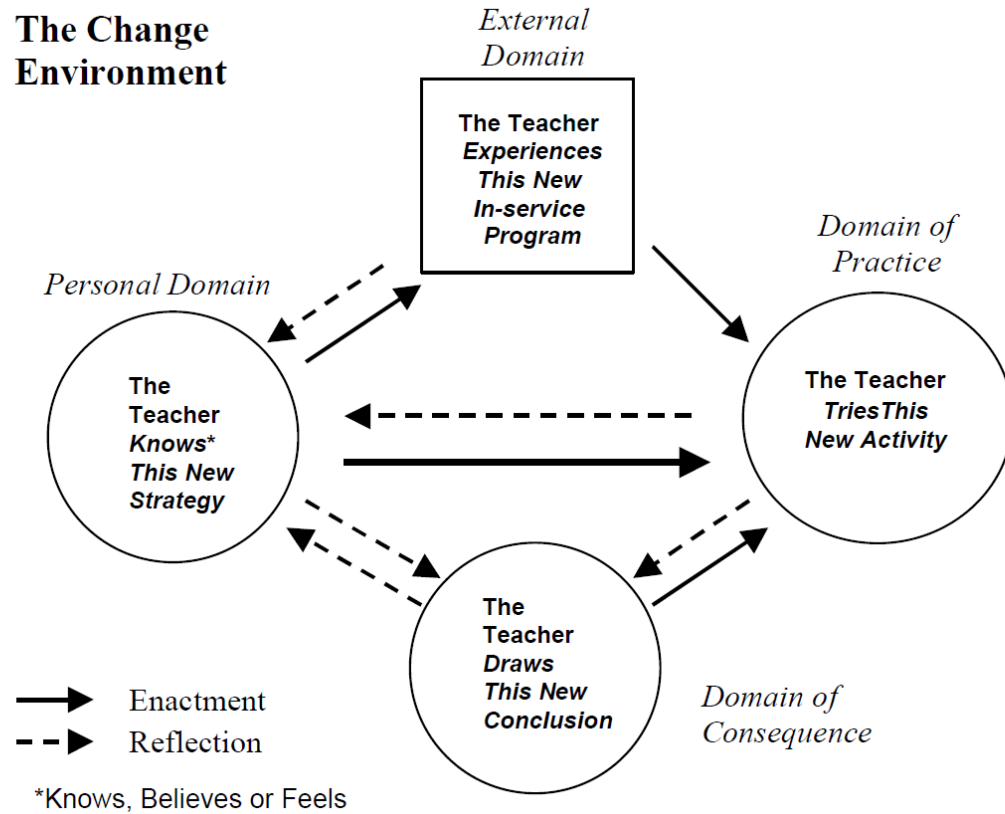 The Change
Environment
External
Domain
The Teacher
Experiences
This New
In-service
Program
Domain of
Practice
Personal Domain
The
Teacher
Knows*
This New
Strategy
The Teacher
TriesThis
New Activity
The
Teacher
Draws
This New
Conclusion
Domain of
Consequence
Enactment
Reflection
*Knows, Believes or Feels